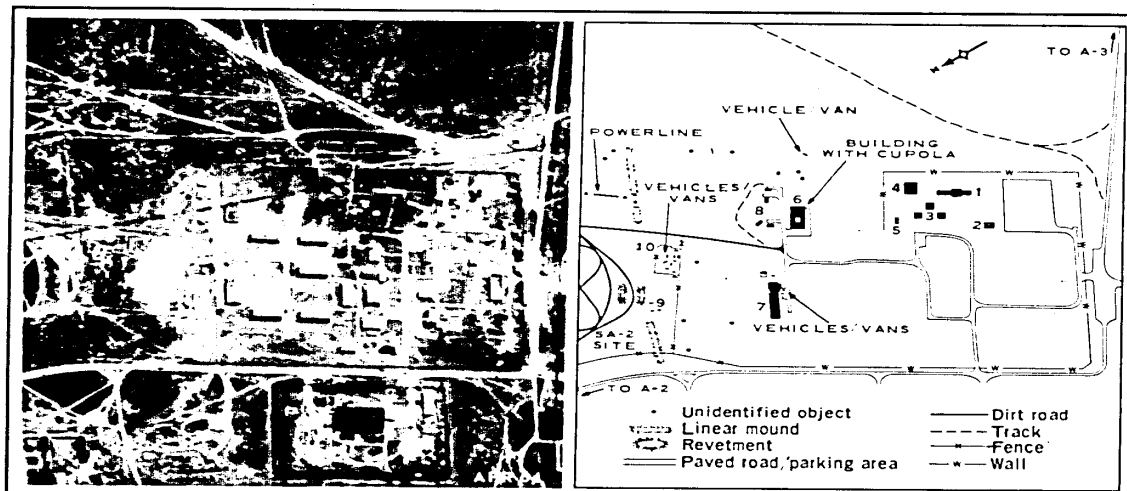 TO A-3
N
VEHICLE/VAN
POWERLINE
BUILDING
WITH CUPOLA
VEHICLES/
VANS
4
1
6
8
3
5
2
10
9
7
SA-2
SITE
VEHICLES/VANS
TO A-2
Unidentified object
Linear mound
Revetment
Paved road/parking area
Dirt road
Track
Fence
Wall